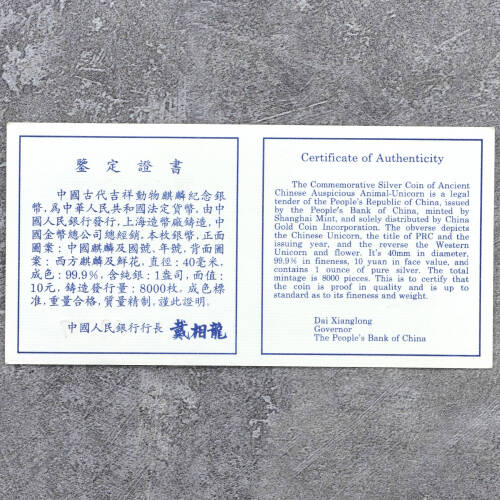 鑒定證書
中國古代吉祥動物麒麟紀念銀
幣，爲中華人民共和國法定貨幣，由中
國人民銀行發行，上海造幣廠鑄造，中
國金幣總公司總經銷。本枚銀幣，正面
圖案：中國麒麟及國號、年號，背面圖
案：西方麒麟及鮮花，直徑：40毫米，
成色：99.9%，含純銀：1盎司，面值：
10元，鑄造發行量：8000枚。成色標
准，重量合格，質量精制，謹此證明。
中國人民銀行行長 戴相龍
Certificate of Authenticity
The Commemorative Silver Coin of Ancient
Chinese Auspicious Animal-Unicorn is a legal
tender of the People's Republic of China, issued
by the People's Bank of China, minted by
Shanghai Mint, and solely distributed by China
Gold Coin Incorporation. The obverse depicts
the Chinese Unicorn, the title of PRC and the
issuing year, and the reverse the Western
Unicorn and flower. It's 40mm in diameter,
99.9% in fineness, 10 yuan in face value, and
contains 1 ounce of pure silver. The total
mintage is 8000 pieces. This is to certify that
the coin is proof in quality and is up to
standard as to its fineness and weight.
Dai Xianglong
Governor
The People's Bank of China